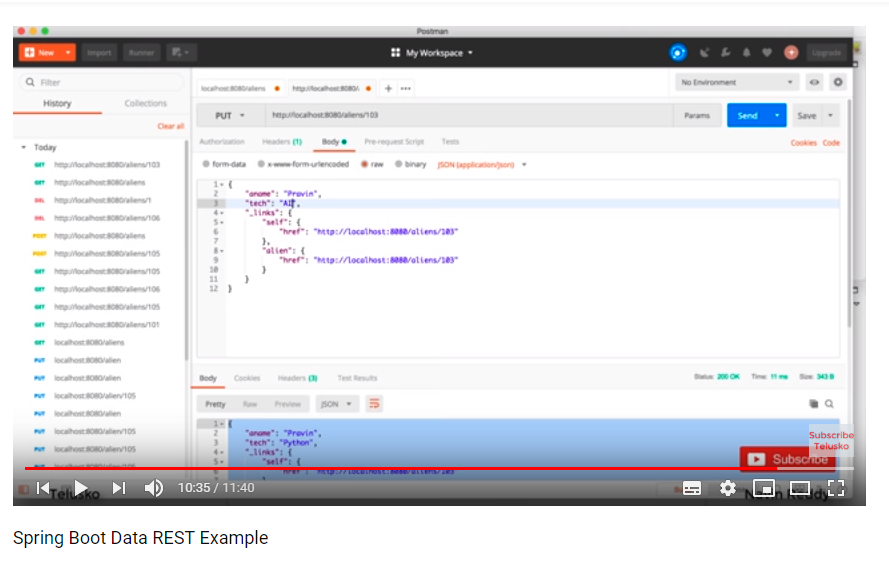 Postman
New Import Runner My Workspace Upgrade
Filter
History Collections
Clear all
Today
GET http://localhost:8080/aliens/103
GET http://localhost:8080/aliens
DEL http://localhost:8080/aliens/1
DEL http://localhost:8080/aliens/106
POST http://localhost:8080/aliens
POST http://localhost:8080/aliens/105
GET http://localhost:8080/aliens/105
GET http://localhost:8080/aliens/106
GET http://localhost:8080/aliens/105
GET http://localhost:8080/aliens/101
GET localhost:8080/aliens
PUT localhost:8080/alien
PUT localhost:8080/alien
PUT localhost:8080/alien/105
PUT localhost:8080/alien
PUT localhost:8080/alien/105
PUT localhost:8080/alien/105
PUT localhost:8080/alien/105
localhost:8080/aliens http://localhost:8080/ + •••
No Environment
PUT http://localhost:8080/aliens/103 Params Send Save
Authorization Headers (1) Body Pre-request Script Tests Cookies Code
form-data x-www-form-urlencoded raw binary JSON (application/json)
1 {
2 "aname": "Pravin",
3 "tech": "AI",
4 "_links": {
5 "self": {
6 "href": "http://localhost:8080/aliens/103"
7 },
8 "alien": {
9 "href": "http://localhost:8080/aliens/103"
10 }
11 }
12 }
Body Cookies Headers (3) Test Results Status: 200 OK Time: 11 ms Size: 343 B
Pretty Raw Preview JSON
1 {
2 "aname": "Pravin",
3 "tech": "Python",
4 "_links": {
5 "self": {
"href": "http://localhost:8080/aliens/103"
Subscribe
Telusko
Subscribe
10:35 / 11:40
Telusko
Navin Reddy
Spring Boot Data REST Example